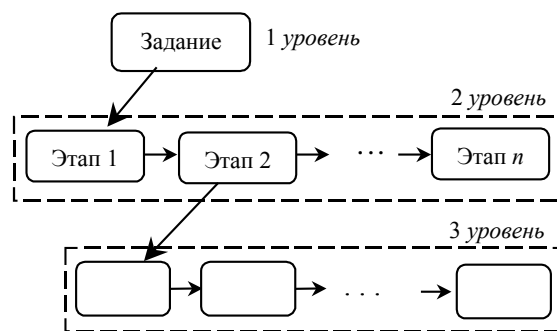 Задание 1 уровень
2 уровень
Этап 1 Этап 2 ... Этап n
3 уровень
. . .